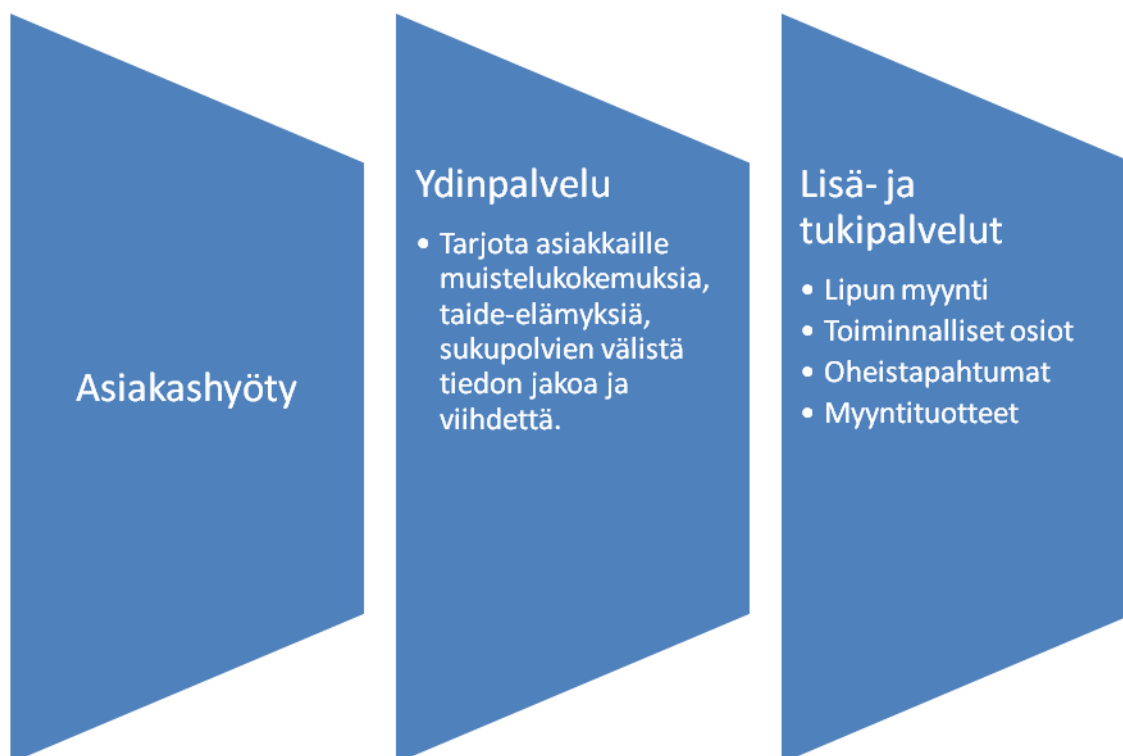 Asiakashyöty
Ydinpalvelu
• Tarjota asiakkaille
muistelukokemuksia,
taide-elämyksiä,
sukupolvien välistä
tiedon jakoa ja
viihdettä.
Lisä- ja
tukipalvelut
• Lipun myynti
• Toiminnalliset osiot
• Oheistapahtumat
• Myyntituotteet